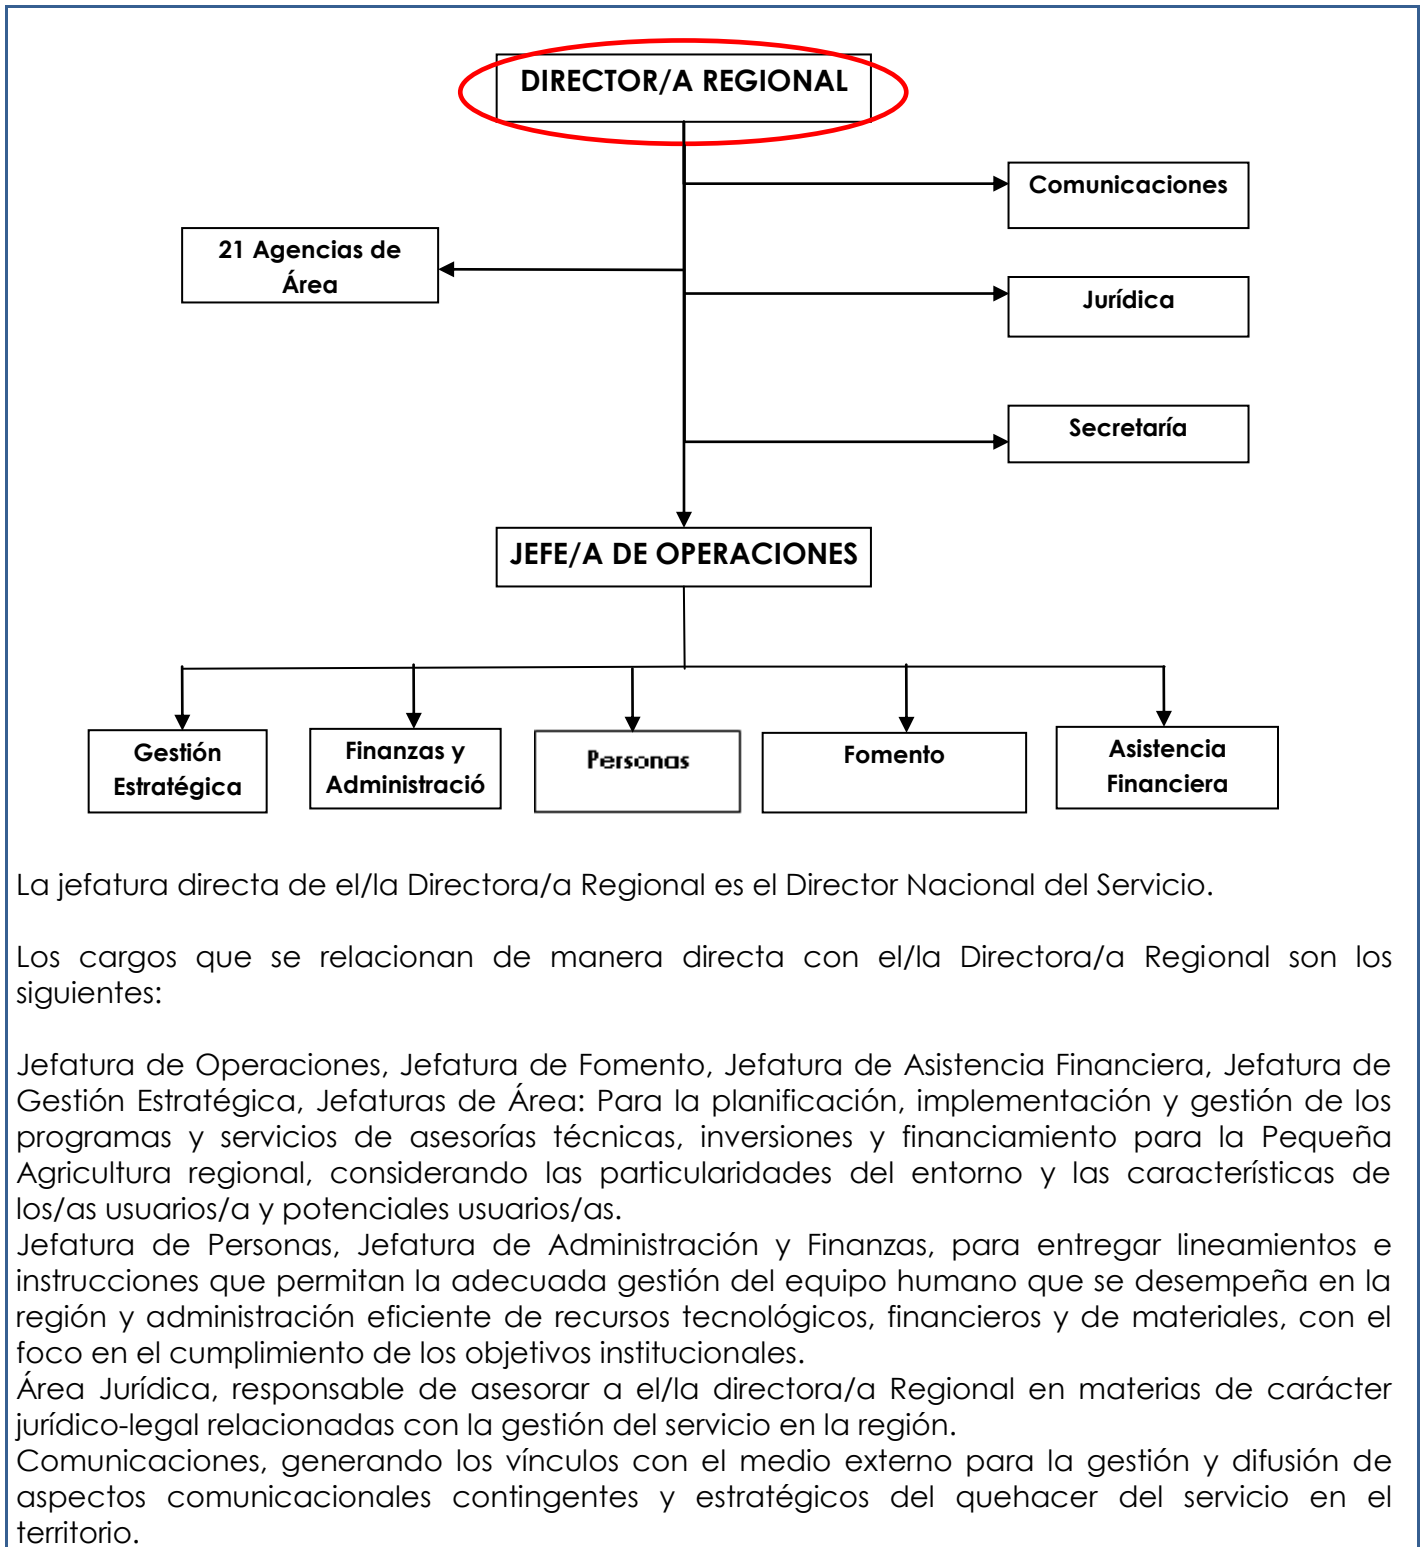 DIRECTOR/A REGIONAL
Comunicaciones
21 Agencias de
Área
Jurídica
Secretaría
JEFE/A DE OPERACIONES
Gestión
Estratégica
Finanzas y
Administració
Personas
Fomento
Asistencia
Financiera
La jefatura directa de el/la Directora/a Regional es el Director Nacional del Servicio.
Los cargos que se relacionan de manera directa con el/la Directora/a Regional son los
siguientes:
Jefatura de Operaciones, Jefatura de Fomento, Jefatura de Asistencia Financiera, Jefatura de
Gestión Estratégica, Jefaturas de Área: Para la planificación, implementación y gestión de los
programas y servicios de asesorías técnicas, inversiones y financiamiento para la Pequeña
Agricultura regional, considerando las particularidades del entorno y las características de
los/as usuarios/a y potenciales usuarios/as.
Jefatura de Personas, Jefatura de Administración y Finanzas, para entregar lineamientos e
instrucciones que permitan la adecuada gestión del equipo humano que se desempeña en la
región y administración eficiente de recursos tecnológicos, financieros y de materiales, con el
foco en el cumplimiento de los objetivos institucionales.
Área Jurídica, responsable de asesorar a el/la directora/a Regional en materias de carácter
jurídico-legal relacionadas con la gestión del servicio en la región.
Comunicaciones, generando los vínculos con el medio externo para la gestión y difusión de
aspectos comunicacionales contingentes y estratégicos del quehacer del servicio en el
territorio.